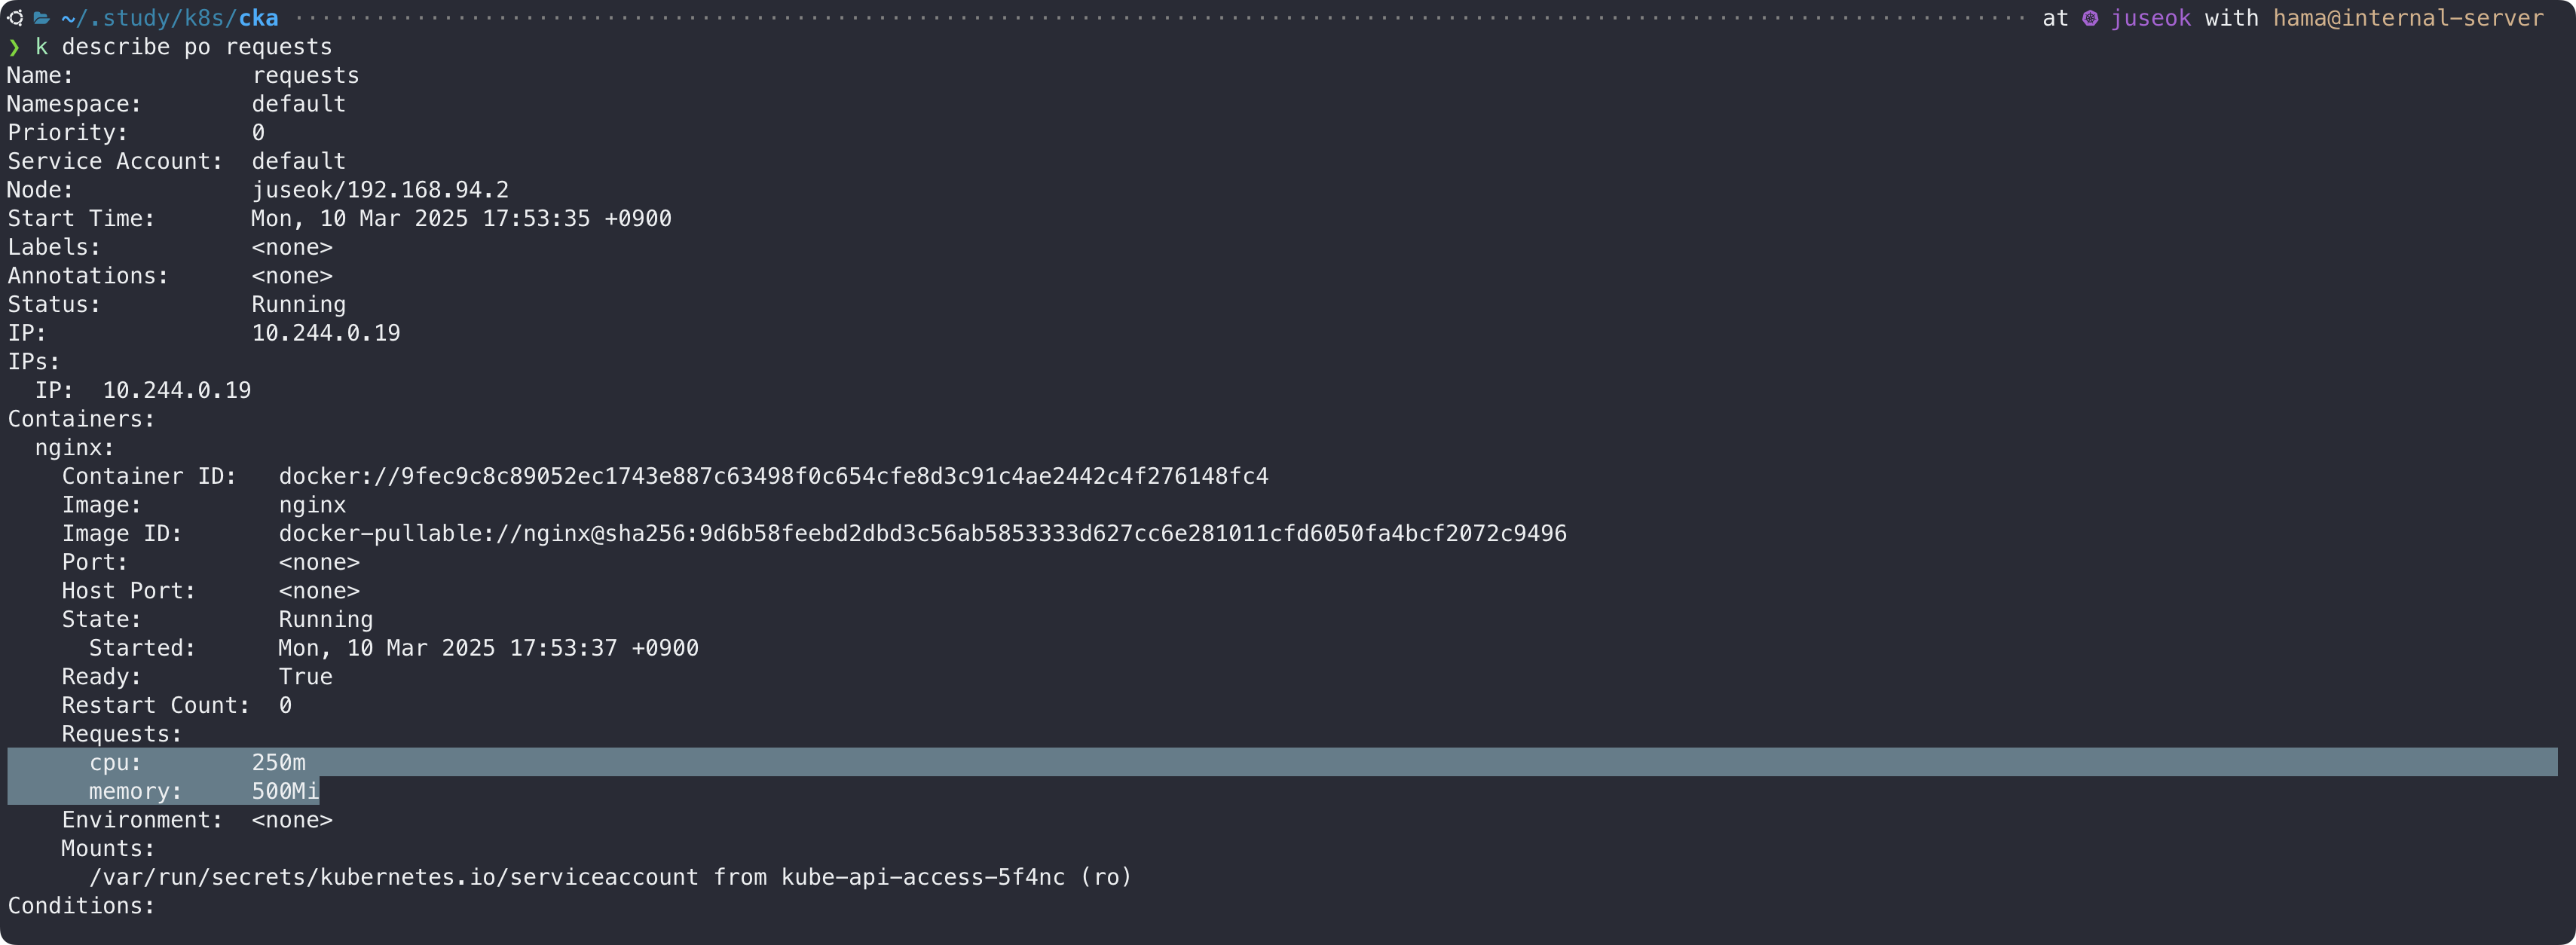 ~/.study/k8s/cka at juseok with hama@internal-server
❯ k describe po requests
Name:             requests
Namespace:        default
Priority:         0
Service Account:  default
Node:             juseok/192.168.94.2
Start Time:       Mon, 10 Mar 2025 17:53:35 +0900
Labels:           <none>
Annotations:      <none>
Status:           Running
IP:               10.244.0.19
IPs:
  IP:  10.244.0.19
Containers:
  nginx:
    Container ID:   docker://9fec9c8c89052ec1743e887c63498f0c654cfe8d3c91c4ae2442c4f276148fc4
    Image:          nginx
    Image ID:       docker-pullable://nginx@sha256:9d6b58feebd2dbd3c56ab5853333d627cc6e281011cfd6050fa4bcf2072c9496
    Port:           <none>
    Host Port:      <none>
    State:          Running
      Started:      Mon, 10 Mar 2025 17:53:37 +0900
    Ready:          True
    Restart Count:  0
    Requests:
      cpu:        250m
      memory:     500Mi
    Environment:  <none>
    Mounts:
      /var/run/secrets/kubernetes.io/serviceaccount from kube-api-access-5f4nc (ro)
Conditions: